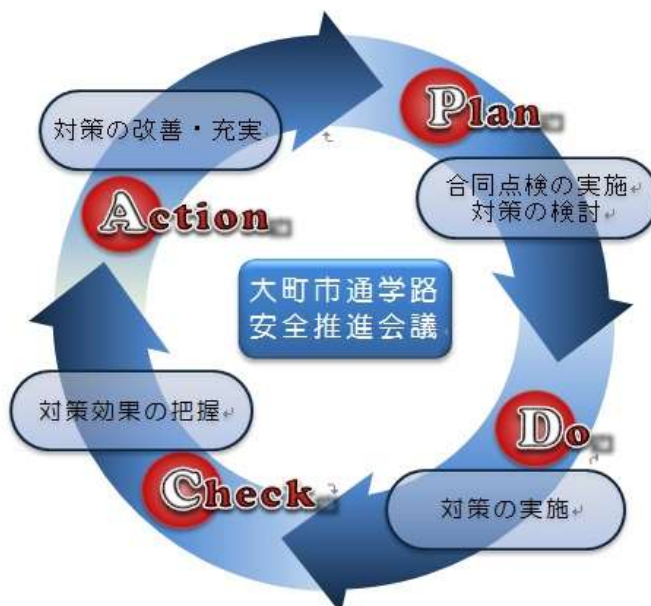 Plan
合同点検の実施
対策の検討
Do
対策の実施
Check
対策効果の把握
Action
対策の改善・充実
大町市通学路
安全推進会議